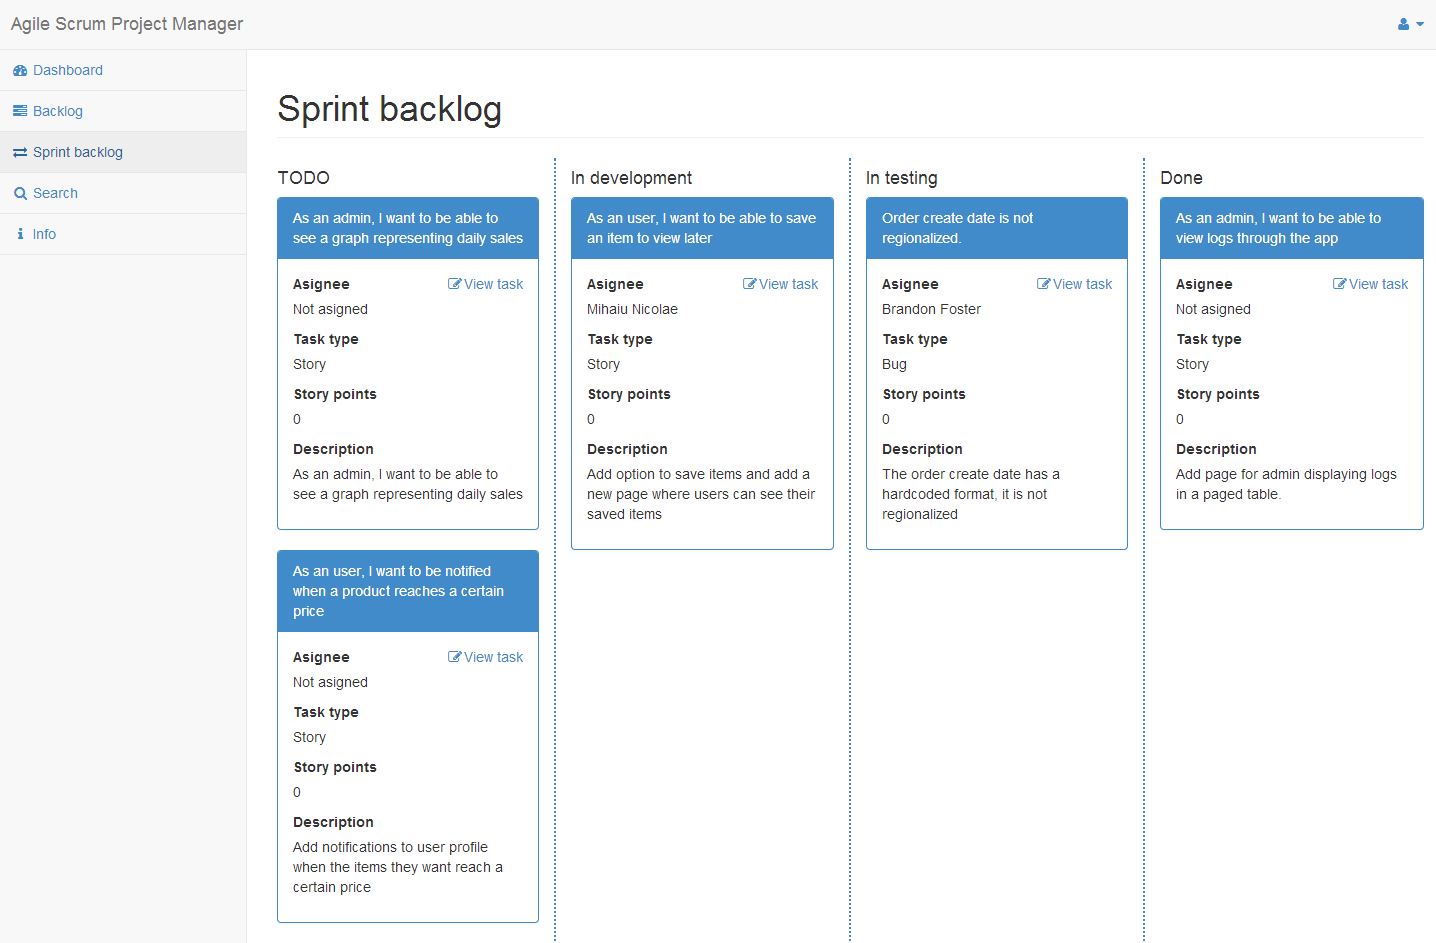 Agile Scrum Project Manager
Dashboard
Backlog
Sprint backlog
Search
Info
Sprint backlog
TODO
As an admin, I want to be able to
see a graph representing daily sales
Asignee
View task
Not asigned
Task type
Story
Story points
0
Description
As an admin, I want to be able to
see a graph representing daily sales
As an user, I want to be notified
when a product reaches a certain
price
Asignee
View task
Not asigned
Task type
Story
Story points
0
Description
Add notifications to user profile
when the items they want reach a
certain price
In development
As an user, I want to be able to save
an item to view later
Asignee
View task
Mihaiu Nicolae
Task type
Story
Story points
0
Description
Add option to save items and add a
new page where users can see their
saved items
In testing
Order create date is not
regionalized.
Asignee
View task
Brandon Foster
Task type
Bug
Story points
0
Description
The order create date has a
hardcoded format, it is not
regionalized
Done
As an admin, I want to be able to
view logs through the app
Asignee
View task
Not asigned
Task type
Story
Story points
0
Description
Add page for admin displaying logs
in a paged table.